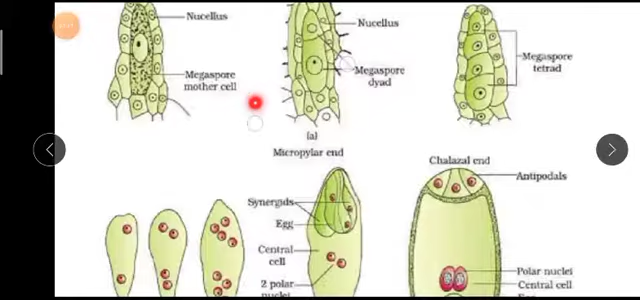 Nucellus
Megaspore
mother cell
Nucellus
Megaspore
dyad
Megaspore
tetrad
(a)
Micropylar end
Synergids
Egg
Central
cell
2 polar
nuclei
Chalazal end
Antipodals
Polar nuclei
Central cell